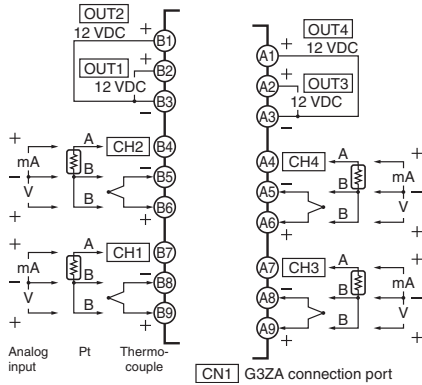 OUT2
12 VDC
+
B1
OUT1
+
B2
12 VDC
B3
−
+
A
CH2
B4
mA
−
B
−
B5
V
B
+
B6
+
+
A
CH1
B7
mA
−
B
−
B8
V
B
+
B9
+
Analog input
Pt
Thermo-couple
OUT4
+
12 VDC
A1
+
OUT3
A2
12 VDC
A3
−
A4
CH4
A
+
A5
−
B
mA
−
A6
+
B
V
+
A7
CH3
A
+
A8
−
B
mA
−
A9
+
B
V
+
CN1 G3ZA connection port